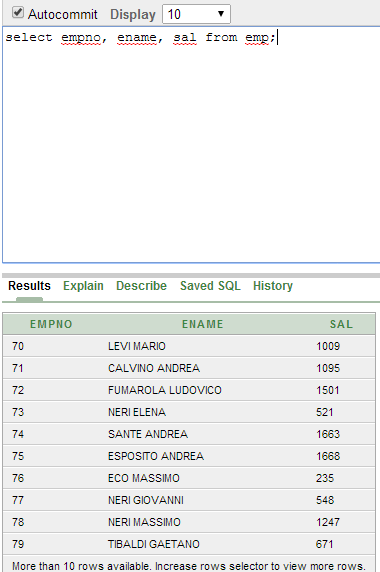 Autocommit Display 10
select empno, ename, sal from emp;
Results Explain Describe Saved SQL History
EMPNO ENAME SAL
70 LEVI MARIO 1009
71 CALVINO ANDREA 1095
72 FUMAROLA LUDOVICO 1501
73 NERI ELENA 521
74 SANTE ANDREA 1663
75 ESPOSITO ANDREA 1668
76 ECO MASSIMO 235
77 NERI GIOVANNI 548
78 NERI MASSIMO 1247
79 TIBALDI GAETANO 671
More than 10 rows available. Increase rows selector to view more rows.